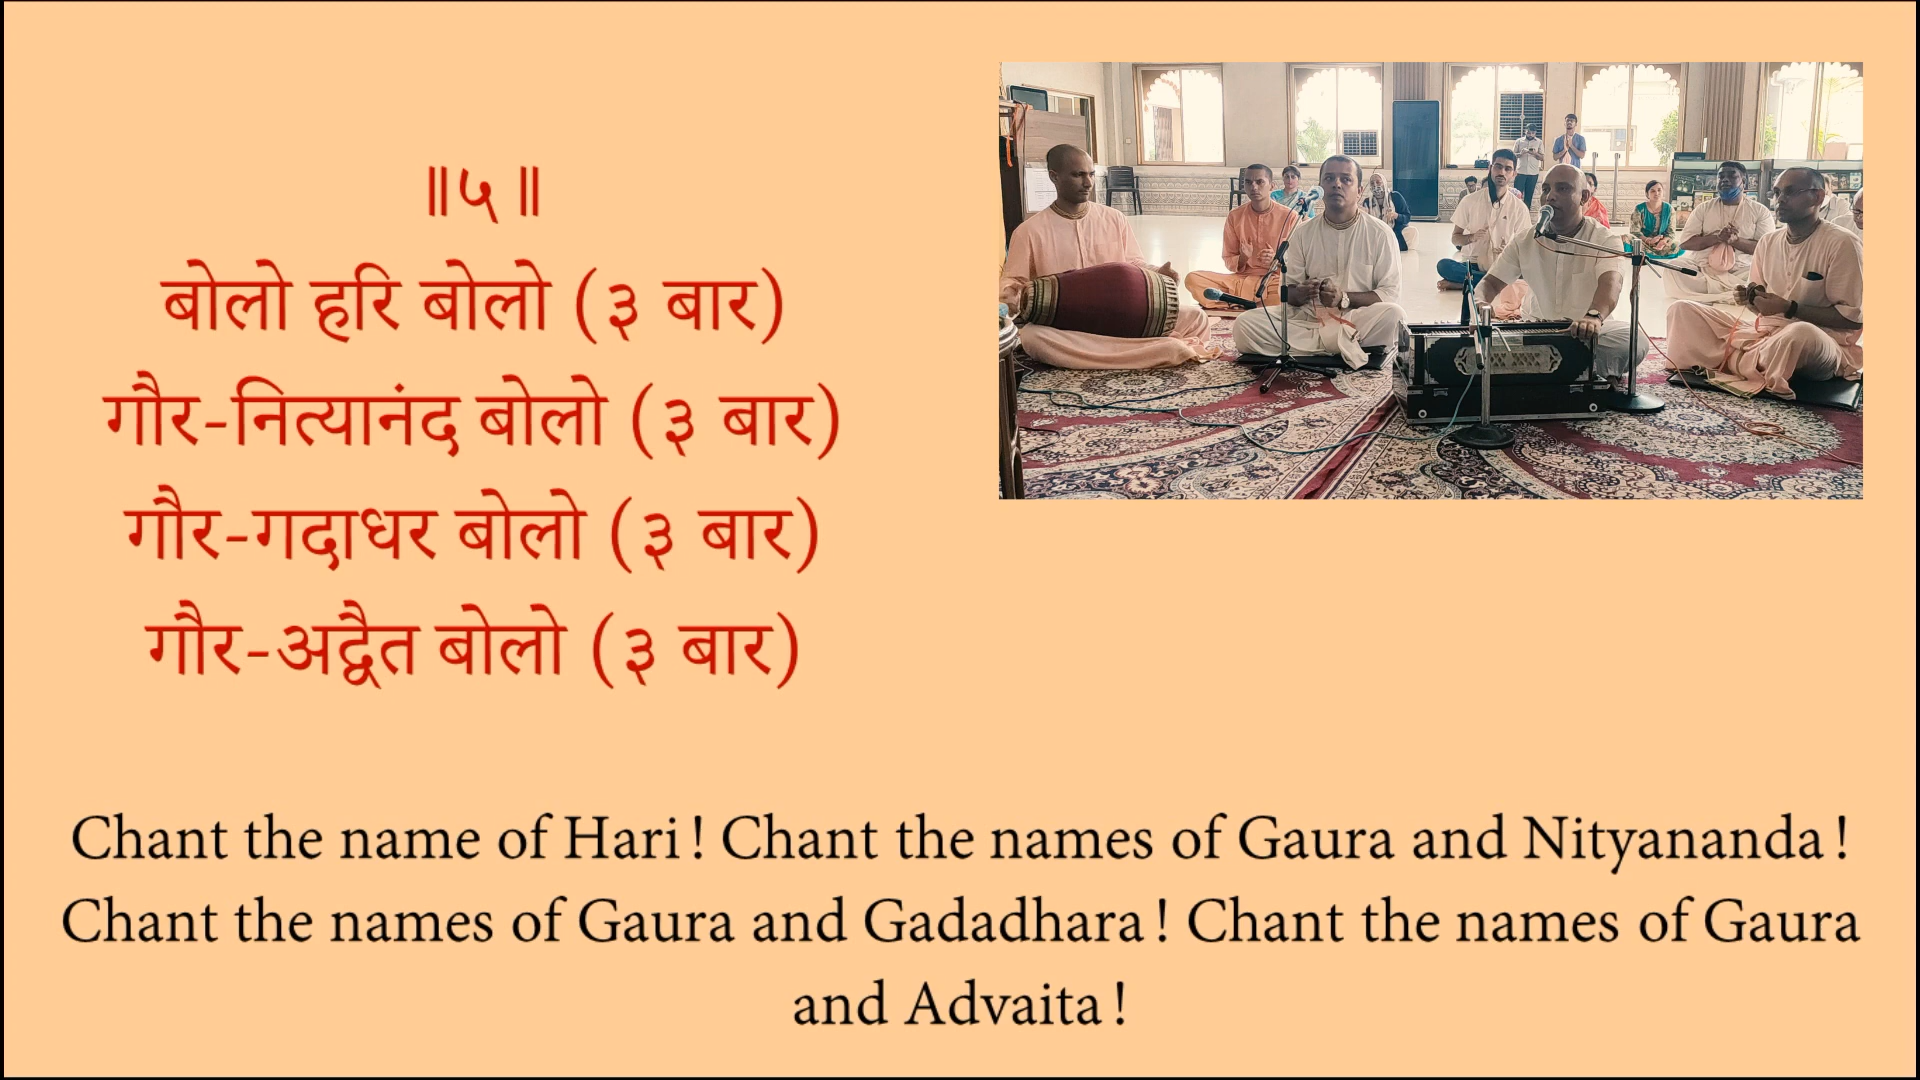 ॥५॥
बोलो हरि बोलो (३ बार)
गौर-नित्यानंद बोलो (३ बार)
गौर-गदाधर बोलो (३ बार)
गौर-अद्वैत बोलो (३ बार)
Chant the name of Hari! Chant the names of Gaura and Nityananda!
Chant the names of Gaura and Gadadhara! Chant the names of Gaura
and Advaita!